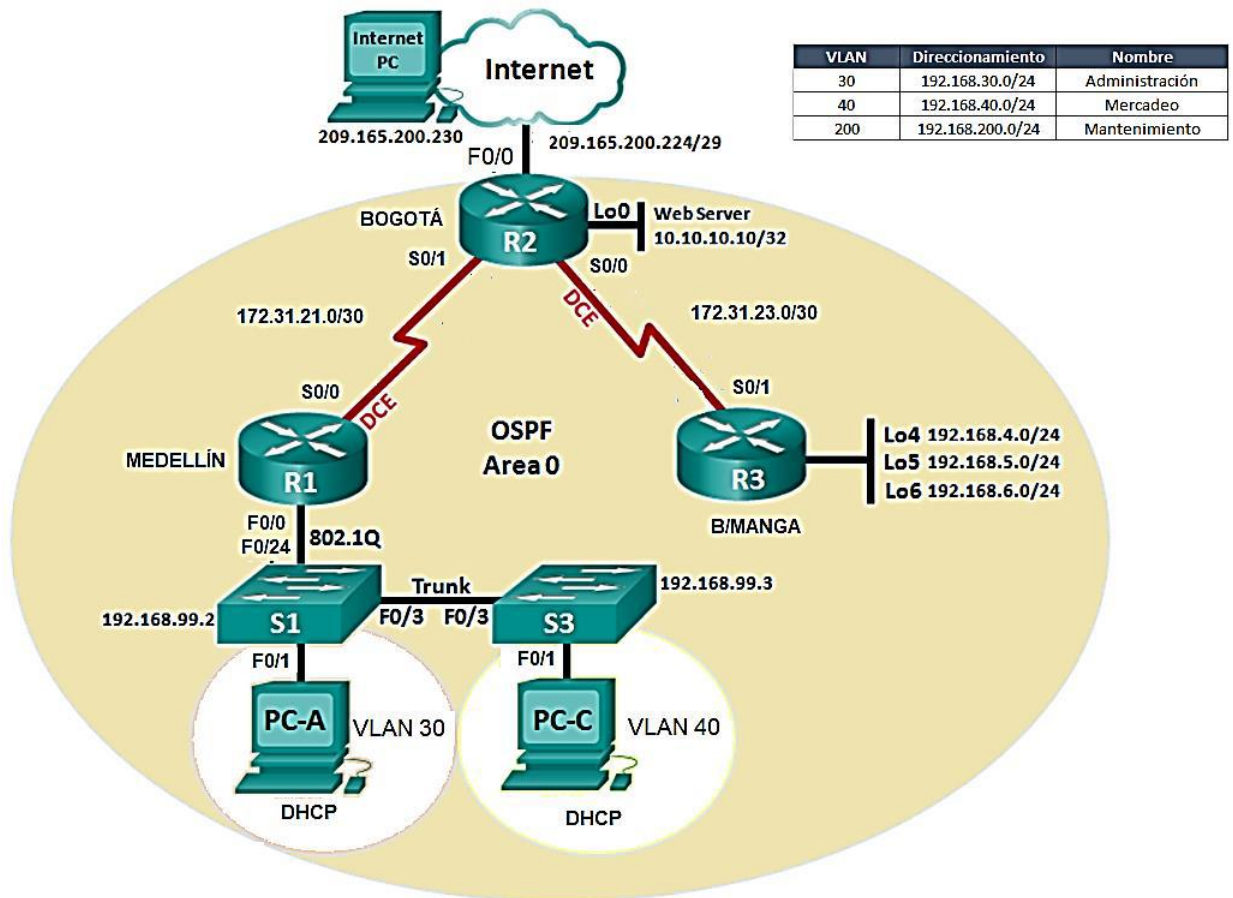 Internet
PC
Internet
209.165.200.230
209.165.200.224/29
F0/0
VLAN Direccionamiento Nombre
30 192.168.30.0/24 Administración
40 192.168.40.0/24 Mercadeo
200 192.168.200.0/24 Mantenimiento
BOGOTÁ
R2
Lo0
Web Server
10.10.10.10/32
S0/1
S0/0
DCE
172.31.21.0/30
172.31.23.0/30
S0/0
DCE
S0/1
OSPF
Area 0
MEDELLÍN
R1
R3
B/MANGA
Lo4 192.168.4.0/24
Lo5 192.168.5.0/24
Lo6 192.168.6.0/24
F0/0
F0/24
802.1Q
192.168.99.2
S1
Trunk
F0/3 F0/3
S3
192.168.99.3
F0/1
F0/1
PC-A
VLAN 30
DHCP
PC-C
VLAN 40
DHCP